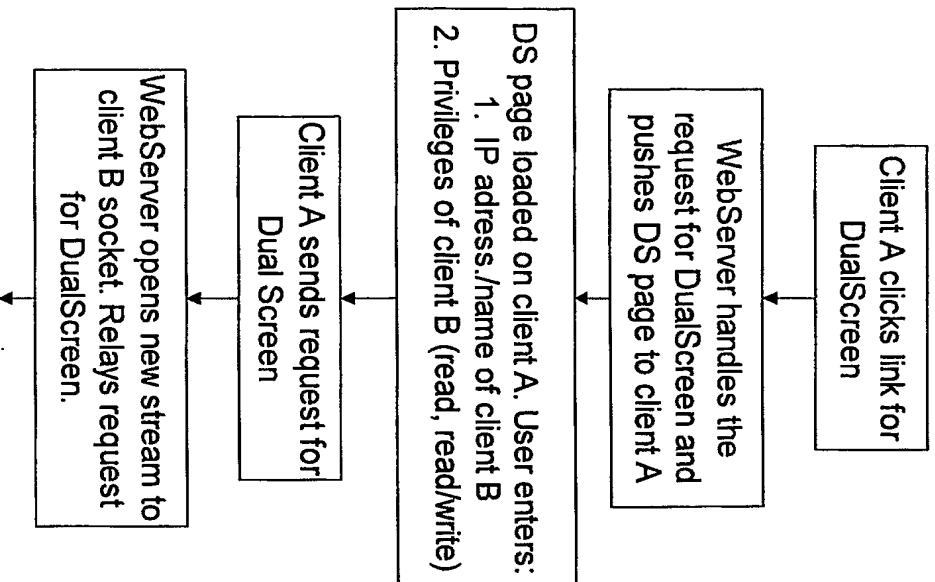 Client A clicks link for
DualScreen
WebServer handles the
request for DualScreen and
pushes DS page to client A
DS page loaded on client A. User enters:
1. IP adress./name of client B
2. Privileges of client B (read, read/write)
Client A sends request for
Dual Screen
WebServer opens new stream to
client B socket. Relays request
for DualScreen.